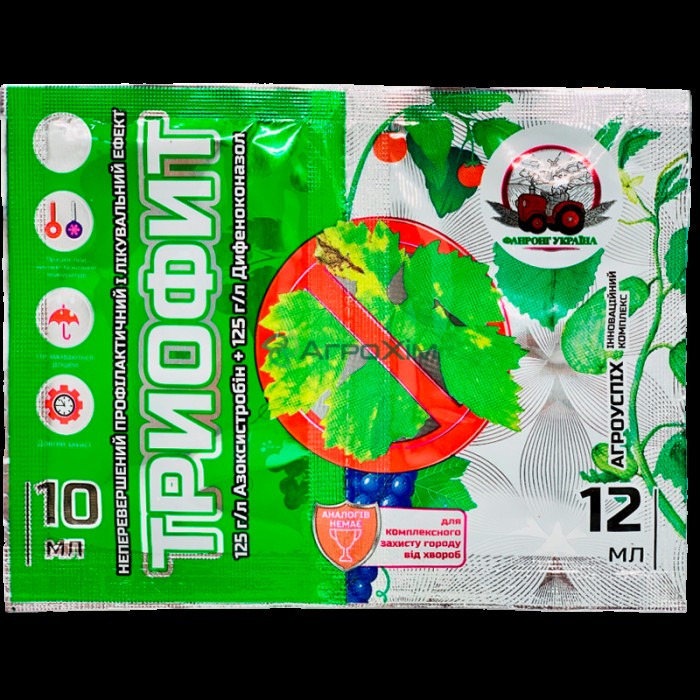 НЕПЕРЕВЕРШЕНИЙ ПРОФІЛАКТИЧНИЙ І ЛІКУВАЛЬНИЙ ЕФЕКТ
ТРИОФИТ
125 г/л Азоксистробін + 125 г/л Дифеноконазол
10
МЛ
Довгий захист
АНАЛОГІВ
НЕМАЄ
для
комплексного
захисту городу
від хвороб
ФАНРОНГ УКРАЇНА
АГРОУСПІХ
ІННОВАЦІЙНИЙ
КОМПЛЕКС
12
МЛ
АгроХім